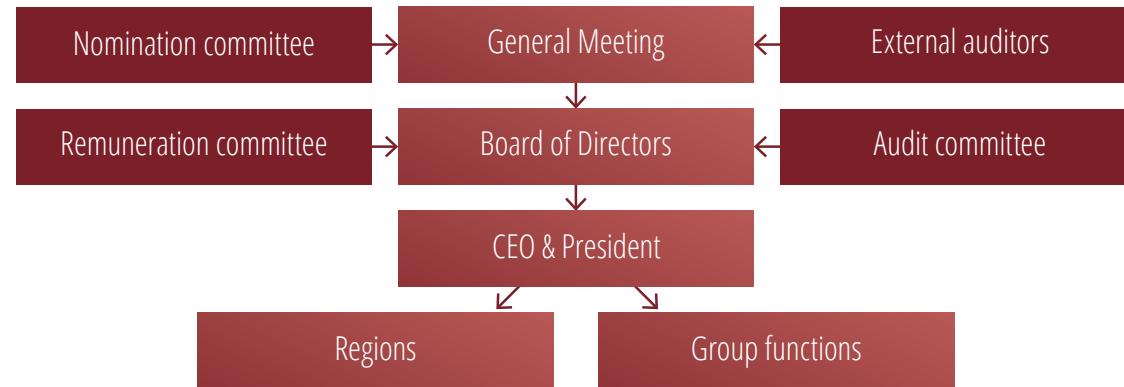 Nomination committee
General Meeting
External auditors
Remuneration committee
Board of Directors
Audit committee
CEO & President
Regions
Group functions